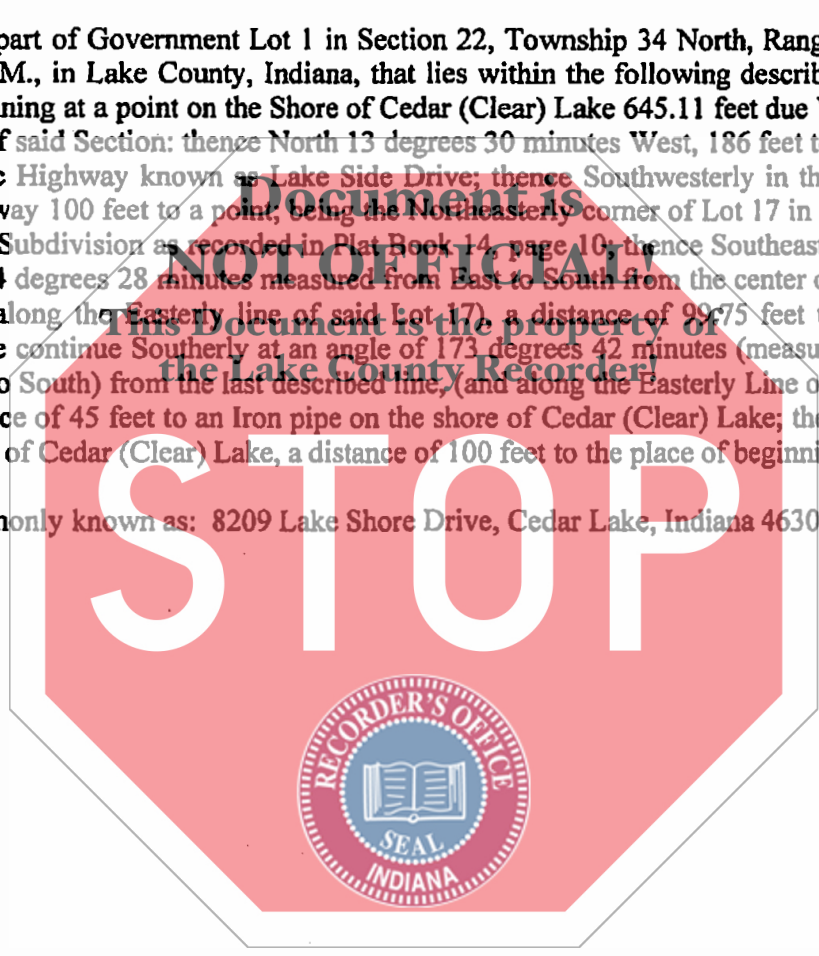 part of Government Lot 1 in Section 22, Township 34 North, Rang
M., in Lake County, Indiana, that lies within the following describ
ning at a point on the Shore of Cedar (Clear) Lake 645.11 feet due
f said Section: thence North 13 degrees 30 minutes West, 186 feet t
c Highway known as Lake Side Drive; thence Southwesterly in th
way 100 feet to a point, being the Northeasterly corner of Lot 17 in
Subdivision as recorded in Plat Book 14, page 10; thence Southeas
4 degrees 28 minutes measured from East to South from the center o
along the Easterly line of said Lot 17), a distance of 99.75 feet
e continue Southerly at an angle of 173 degrees 42 minutes (measu
o South) from the last described line, (and along the Easterly Line o
ce of 45 feet to an Iron pipe on the shore of Cedar (Clear) Lake; the
of Cedar (Clear) Lake, a distance of 100 feet to the place of beginni
monly known as: 8209 Lake Shore Drive, Cedar Lake, Indiana 4630
Document is
NOT OFFICIAL!
This Document is the property of
the Lake County Recorder!
STOP
RECORDER'S OFFICE
SEAL
INDIANA